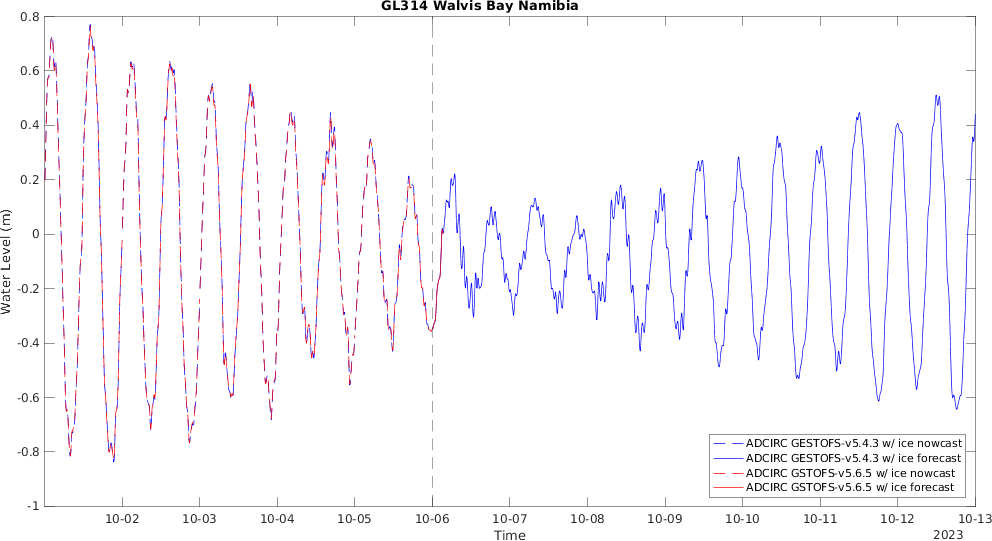 GL314 Walvis Bay Namibia
Water Level (m)
0.8
0.6
0.4
0.2
0
-0.2
-0.4
-0.6
-0.8
-1
ADCIRC GESTOFS-v5.4.3 w/ ice nowcast
ADCIRC GESTOFS-v5.4.3 w/ ice forecast
ADCIRC GSTOFS-v5.6.5 w/ ice nowcast
ADCIRC GSTOFS-v5.6.5 w/ ice forecast
10-02 10-03 10-04 10-05 10-06 10-07 10-08 10-09 10-10 10-11 10-12 10-13
Time
2023